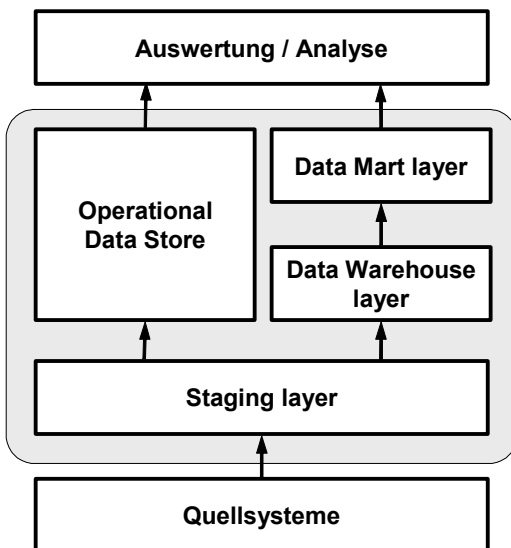 Auswertung / Analyse
Operational
Data Store
Data Mart layer
Data Warehouse
layer
Staging layer
Quellsysteme